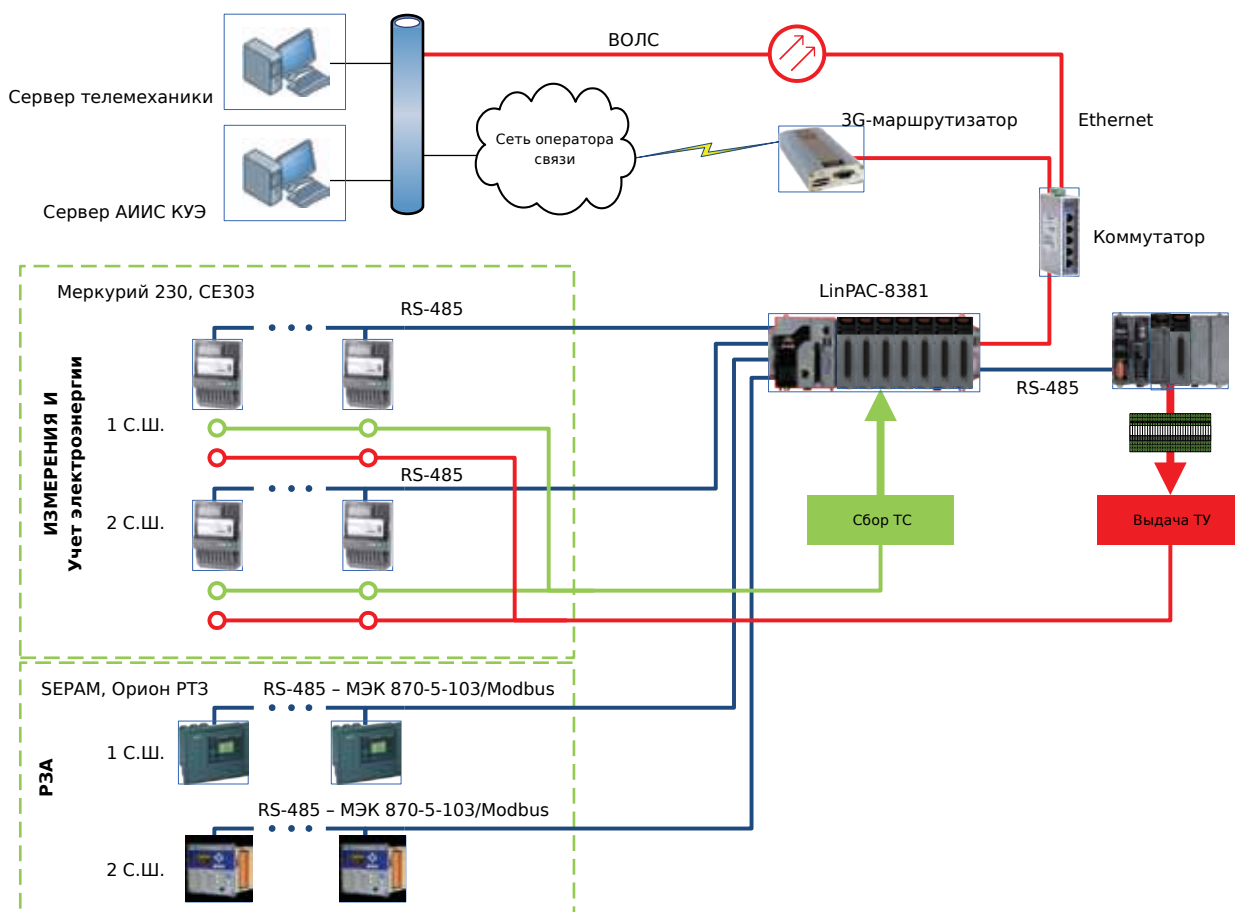 ВОЛС
Сервер телемеханики
Сеть оператора
связи
3G-маршрутизатор
Ethernet
Сервер АИИС КУЭ
Коммутатор
Меркурий 230, СЕ303
RS-485
LinPAC-8381
RS-485
ИЗМЕРЕНИЯ И
Учет электроэнергии
1 С.Ш.
RS-485
2 С.Ш.
Сбор ТС
Выдача ТУ
SEPAM, Орион РТЗ
RS-485 – МЭК 870-5-103/Modbus
1 С.Ш.
РЗА
RS-485 – МЭК 870-5-103/Modbus
2 С.Ш.